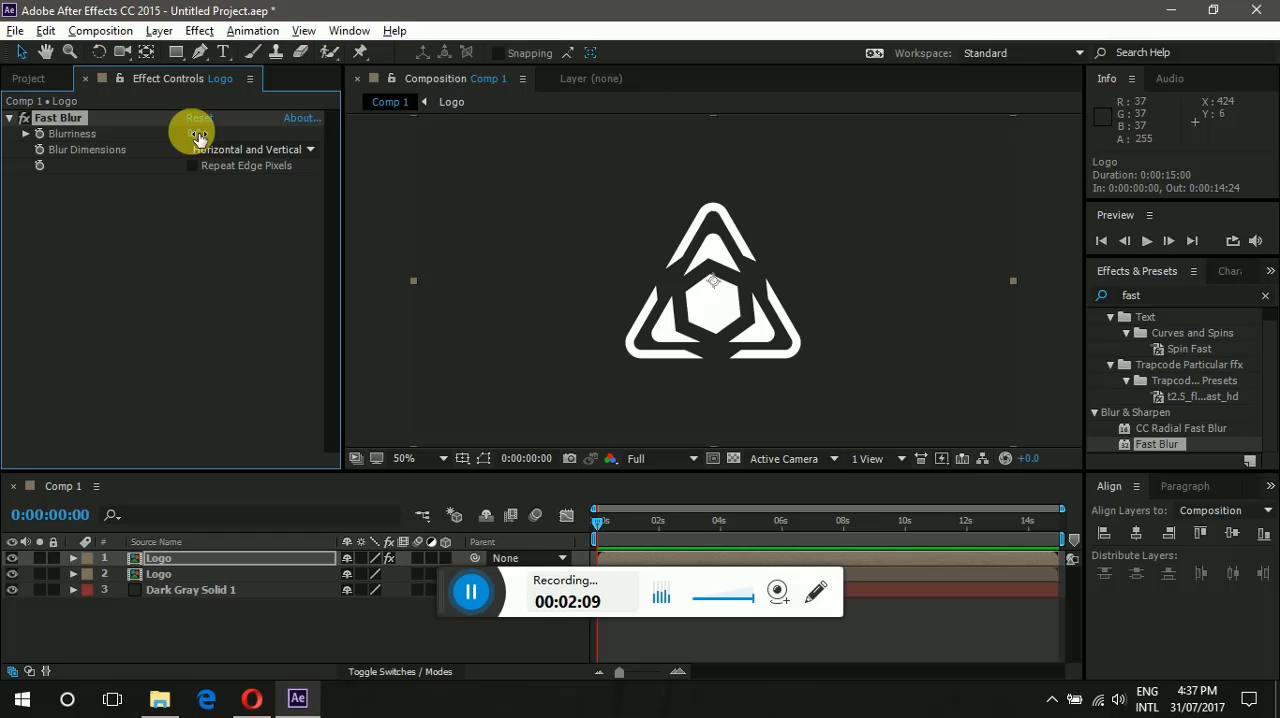 Adobe After Effects CC 2015 - Untitled Project.aep *
File Edit Composition Layer Effect Animation View Window Help
Snapping Workspace: Standard Search Help
Project Effect Controls Logo Composition Comp 1 Layer (none) Info Audio
Comp 1 • Logo
Comp 1 Logo
fx Fast Blur Reset About...
Blurriness
Blur Dimensions Horizontal and Vertical
Repeat Edge Pixels
R: 37 X: 424
G: 37 Y: 6
B: 37
A: 255
Logo
Duration: 0:00:15:00
In: 0:00:00:00, Out: 0:00:14:24
Preview
Effects & Presets Chara
fast
Text
Curves and Spins
Spin Fast
Trapcode Particular ffx
Trapcod... Presets
t2.5_fl...ast_hd
Blur & Sharpen
CC Radial Fast Blur
32 Fast Blur
50% 0:00:00:00 Full Active Camera 1 View +0.0
Comp 1
0:00:00:00
02s 04s 06s 08s 10s 12s 14s
# Source Name fx Parent
1 Logo fx None
2 Logo
3 Dark Gray Solid 1
Toggle Switches / Modes
Recording...
00:02:09
Align Paragraph
Align Layers to: Composition
Distribute Layers:
Ae
ENG
INTL
4:37 PM
31/07/2017